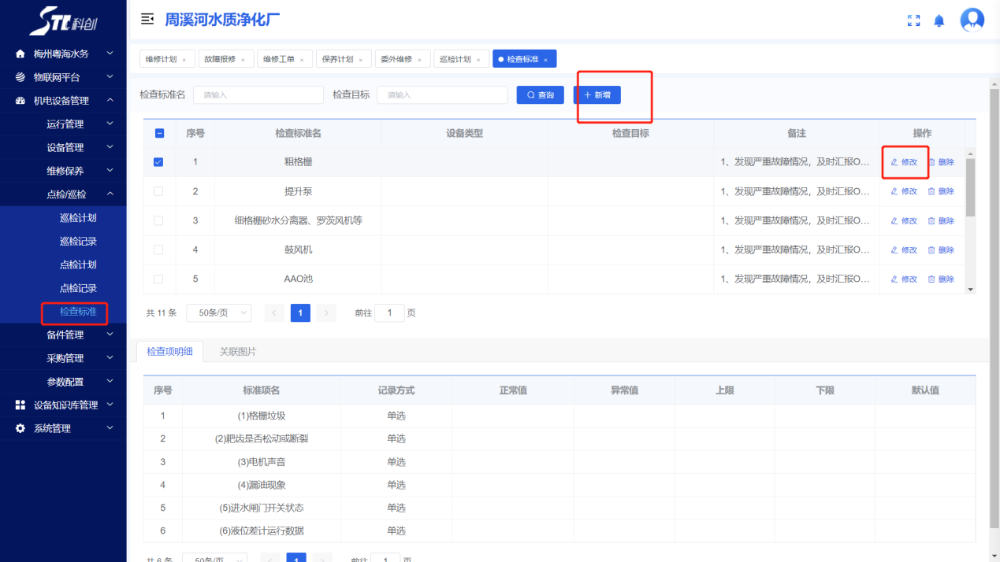 STC科创
周溪河水质净化厂
梅州粤海水务
物联网平台
机电设备管理
运行管理
设备管理
维修保养
点检/巡检
巡检计划
巡检记录
点检计划
点检记录
检查标准
备件管理
采购管理
参数配置
设备知识库管理
系统管理
维修计划 × 故障报修 × 维修工单 × 保养计划 × 委外维修 × 巡检计划 × 检查标准 ×
检查标准名 请输入 检查目标 请输入 查询 + 新增
序号 检查标准名 设备类型 检查目标 备注 操作
1 粗格栅 1、发现严重故障情况，及时汇报O... 修改 删除
2 提升泵 1、发现严重故障情况，及时汇报O... 修改 删除
3 细格栅砂水分离器、罗茨风机等 1、发现严重故障情况，及时汇报O... 修改 删除
4 鼓风机 1、发现严重故障情况，及时汇报O... 修改 删除
5 AAO池 1、发现严重故障情况，及时汇报O... 修改 删除
共 11 条 50条/页 < 1 > 前往 1 页
检查项明细 关联图片
序号 标准项名 记录方式 正常值 异常值 上限 下限 默认值
1 (1)格栅垃圾 单选
2 (2)耙齿是否松动或断裂 单选
3 (3)电机声音 单选
4 (4)漏油现象 单选
5 (5)进水闸门开关状态 单选
6 (6)液位差计运行数据 单选
共 6 条 50条/页 < 1 > 前往 1 页